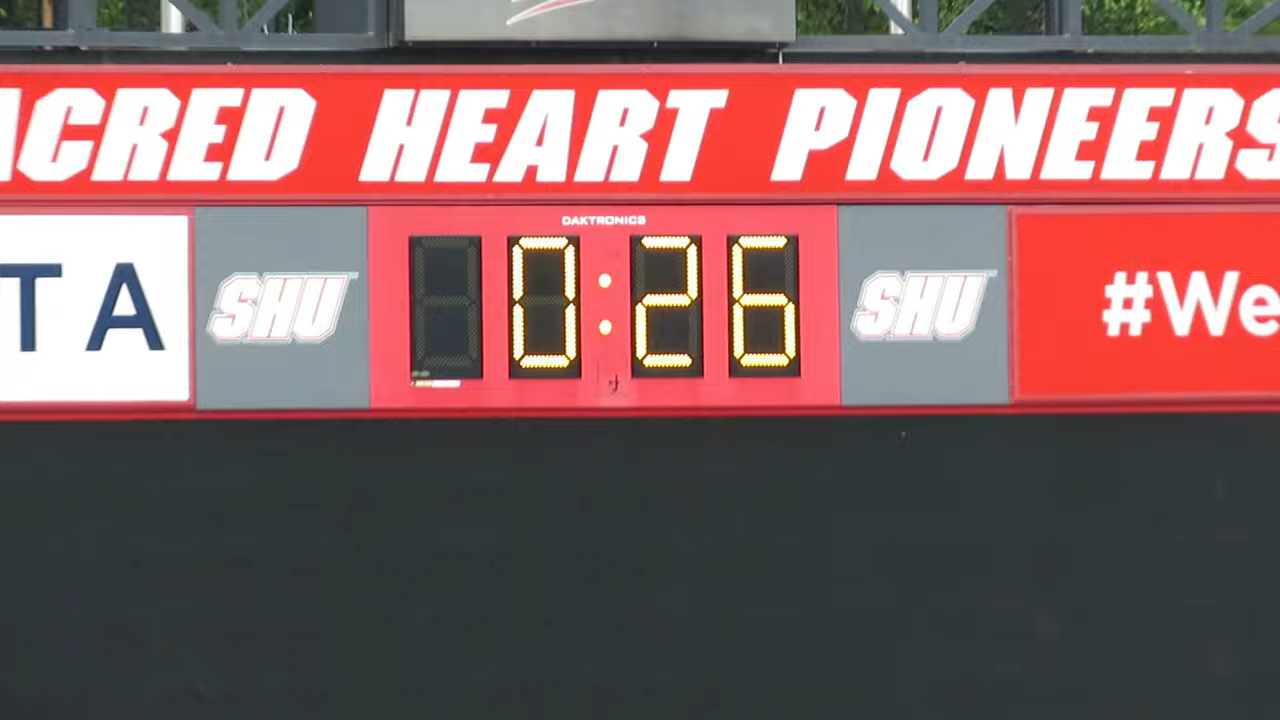 ACRED HEART PIONEERS
DAKTRONICS
TA
SHU
0:26
SHU
#We